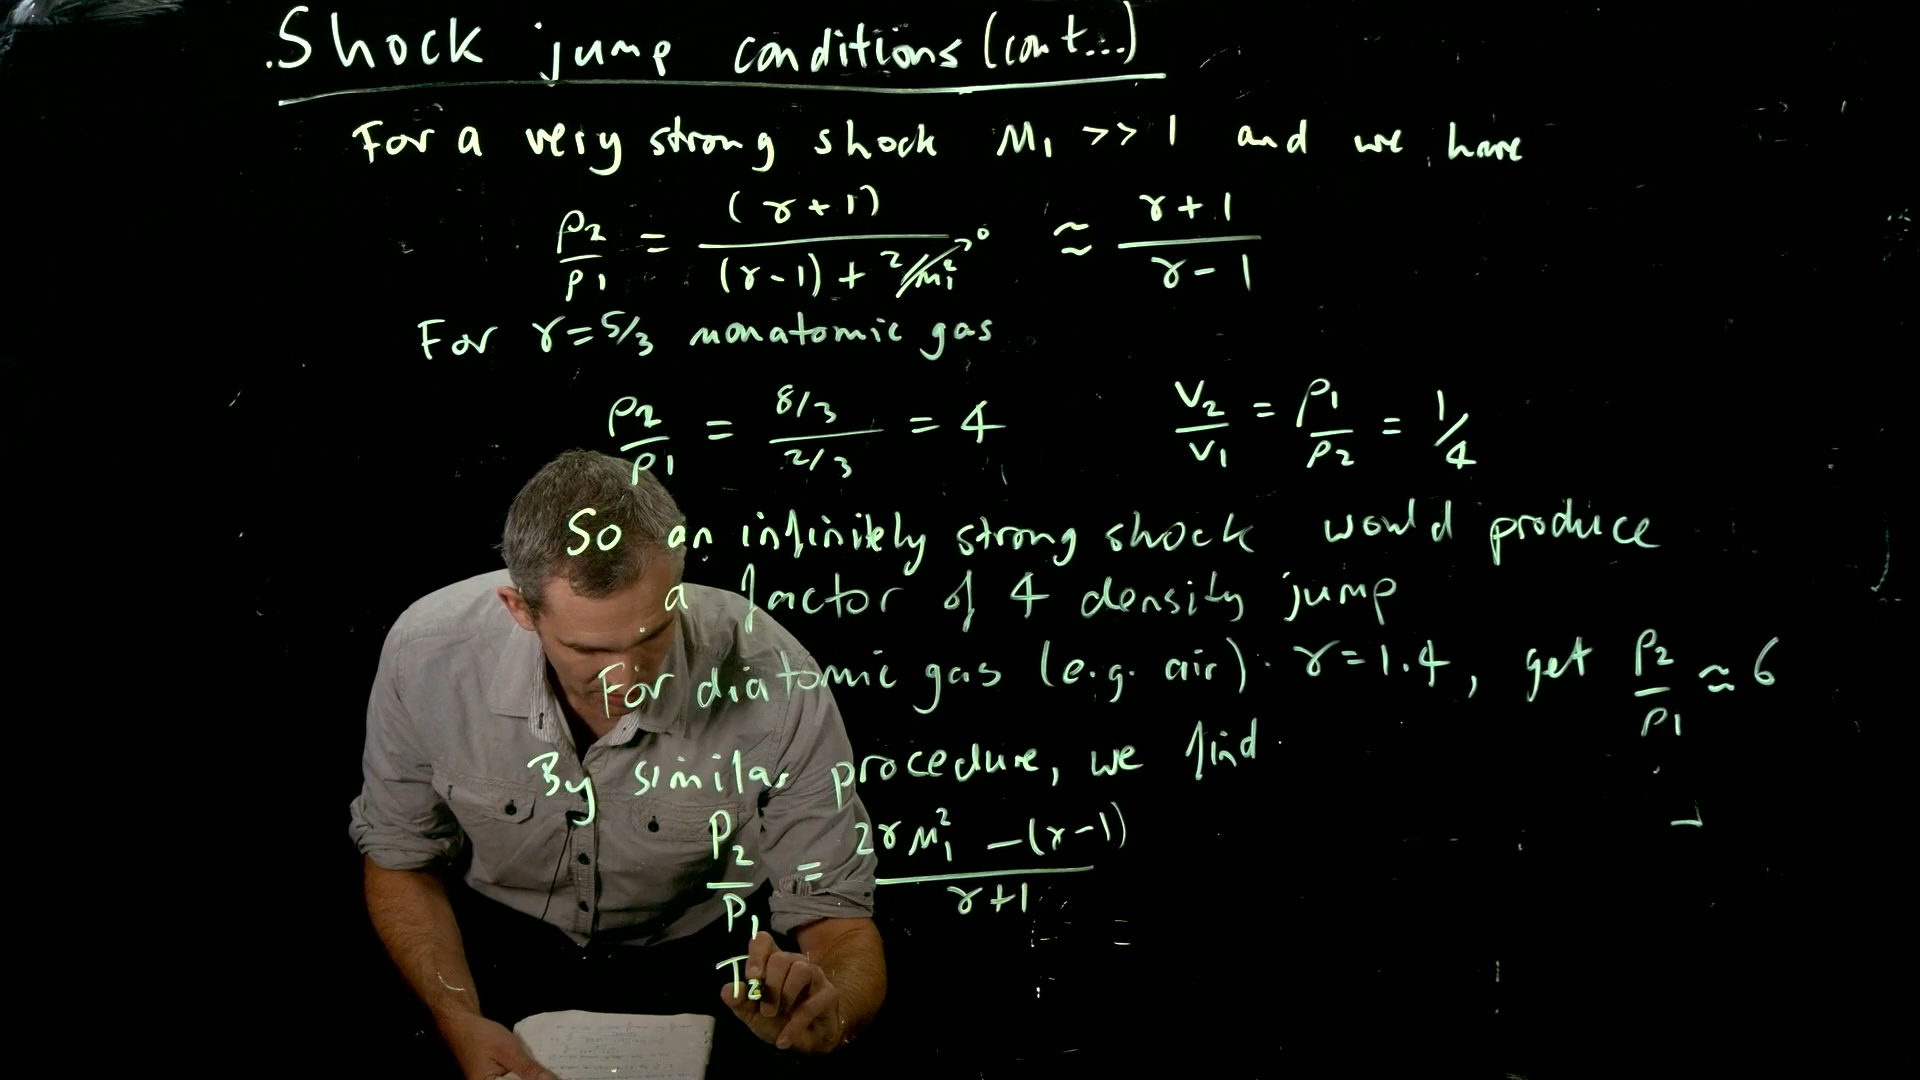 Shock jump conditions (cont...)
For a very strong shock M₁ >> 1 and we have
ρ₂/ρ₁ = (γ+1) / ((γ-1) + 2/M₁²) →0 ≈ (γ+1)/(γ-1)
For γ=5/3 monatomic gas
ρ₂/ρ₁ = (8/3)/(2/3) = 4 V₂/V₁ = ρ₁/ρ₂ = 1/4
So an infinitely strong shock would produce
a factor of 4 density jump
For diatomic gas (e.g. air). γ=1.4, get ρ₂/ρ₁ ≈ 6
By similar procedure, we find
P₂/P₁ = (2γM₁² - (γ-1)) / (γ+1)
T₂